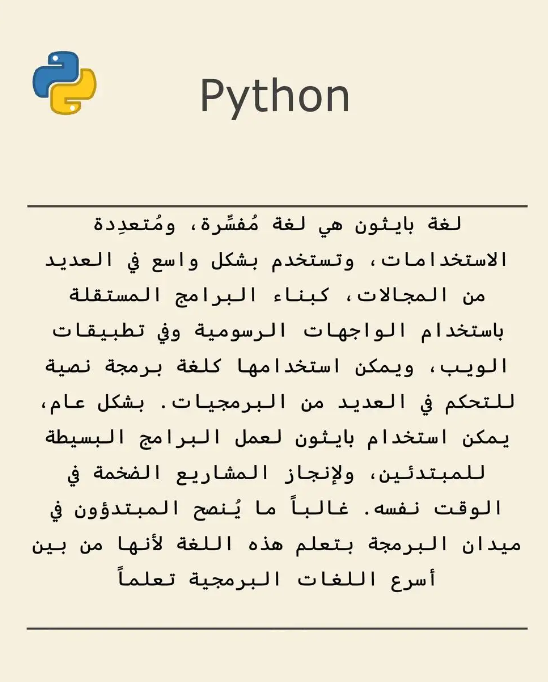 Python
لغة بايثون هي لغة مُفسَّرة، ومُتعدِدة
الاستخدامات، وتستخدم بشكل واسع في العديد
من المجالات، كبناء البرامج المستقلة
باستخدام الواجهات الرسومية وفي تطبيقات
الويب، ويمكن استخدامها كلغة برمجة نصية
للتحكم في العديد من البرمجيات. بشكل عام،
يمكن استخدام بايثون لعمل البرامج البسيطة
للمبتدئين، ولإنجاز المشاريع الضخمة في
الوقت نفسه. غالباً ما يُنصح المبتدؤون في
ميدان البرمجة بتعلم هذه اللغة لأنها من بين
أسرع اللغات البرمجية تعلماً